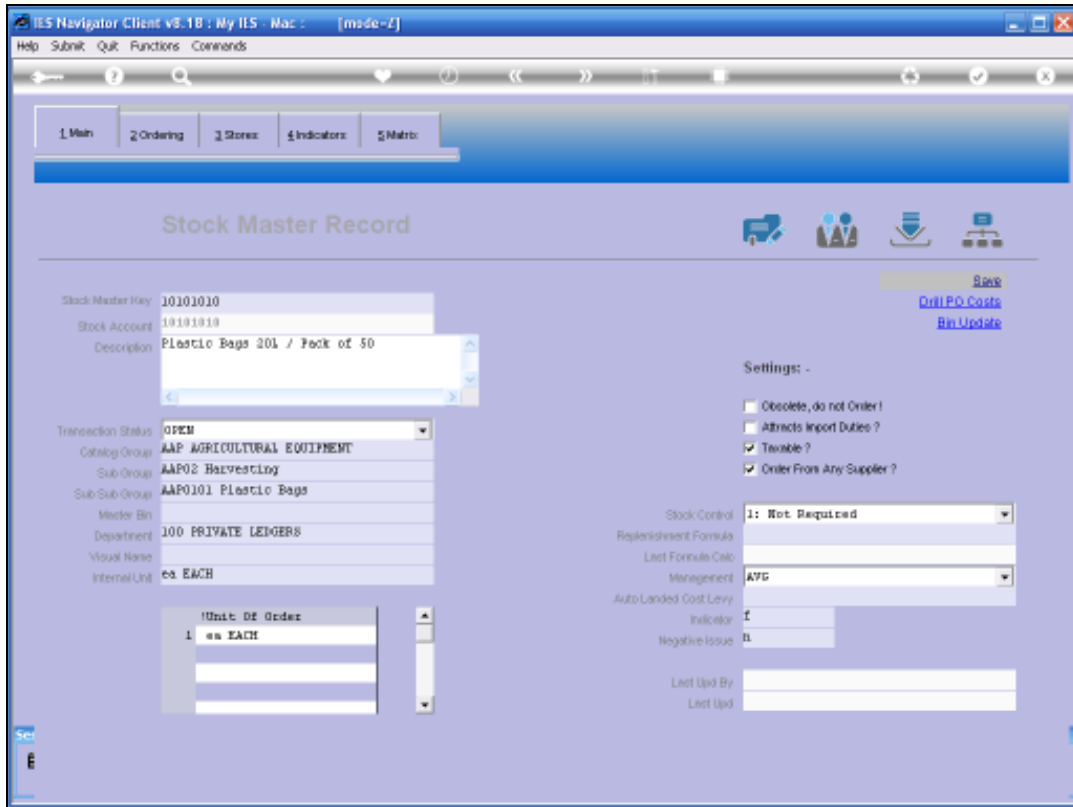 IES Navigator Client v8.1B : My IES - Mac : [mode=Z]
Help Submit Quit Functions Commands
1 Main 2 Ordering 3 Stores 4 Indicators 5 Matrix
Stock Master Record
Save
Drill PO Costs
Bin Update
Stock Master Key 10101010
Stock Account 10101010
Description Plastic Bags 20L / Pack of 50
Settings: -
Obsolete, do not Order !
Attracts Import Duties ?
Taxable ?
Order From Any Supplier ?
Transaction Status OPEN
Catalog Group AAP AGRICULTURAL EQUIPMENT
Sub Group AAP02 Harvesting
Sub Sub Group AAP0101 Plastic Bags
Master Bin
Department 100 PRIVATE LEDGERS
Visual Name
Internal Unit ea EACH
Stock Control 1: Not Required
Replenishment Formula
Last Formula Calc
Management AVG
Auto Landed Cost Levy
Indicator f
Negative Issue n
!Unit Of Order
1 ea EACH
Last Upd By
Last Upd